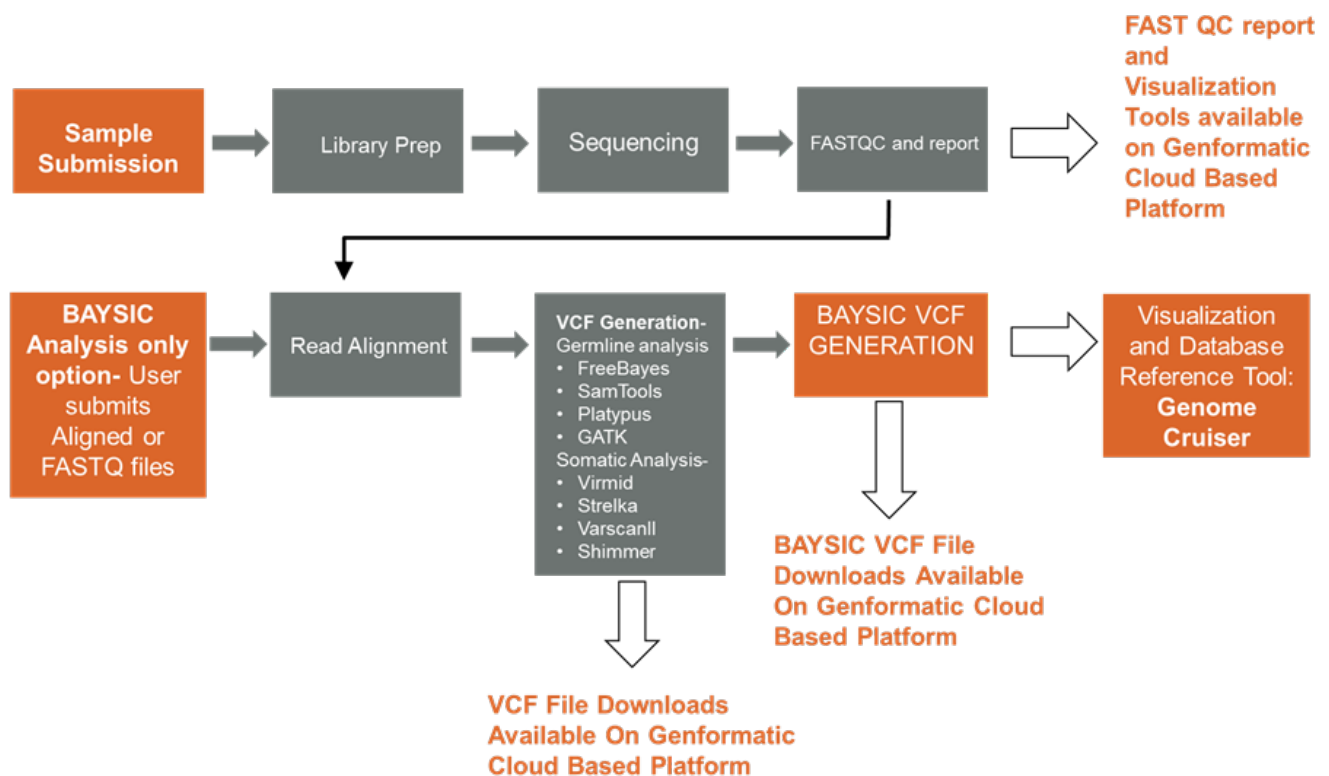 Sample
Submission
Library Prep
Sequencing
FASTQC and report
FAST QC report
and
Visualization
Tools available
on Genformatic
Cloud Based
Platform
BAYSIC
Analysis only
option- User
submits
Aligned or
FASTQ files
Read Alignment
VCF Generation-
Germline analysis
• FreeBayes
• SamTools
• Platypus
• GATK
Somatic Analysis-
• Virmid
• Strelka
• VarscanII
• Shimmer
BAYSIC VCF
GENERATION
Visualization
and Database
Reference Tool:
Genome
Cruiser
BAYSIC VCF File
Downloads Available
On Genformatic Cloud
Based Platform
VCF File Downloads
Available On Genformatic
Cloud Based Platform